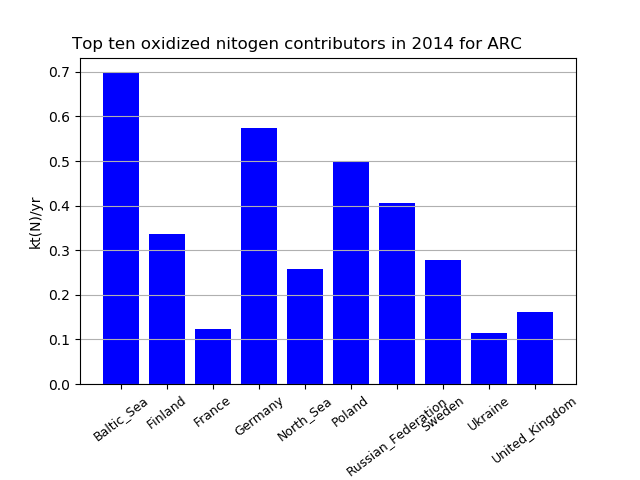 Top ten oxidized nitogen contributors in 2014 for ARC
kt(N)/yr
0.7
0.6
0.5
0.4
0.3
0.2
0.1
0.0
Baltic_Sea
Finland
France
Germany
North_Sea
Poland
Russian_Federation
Sweden
Ukraine
United_Kingdom